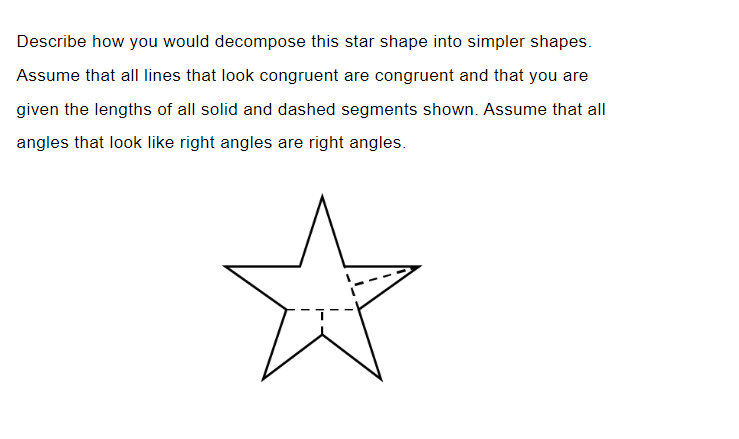 Describe how you would decompose this star shape into simpler shapes.
Assume that all lines that look congruent are congruent and that you are
given the lengths of all solid and dashed segments shown. Assume that all
angles that look like right angles are right angles.